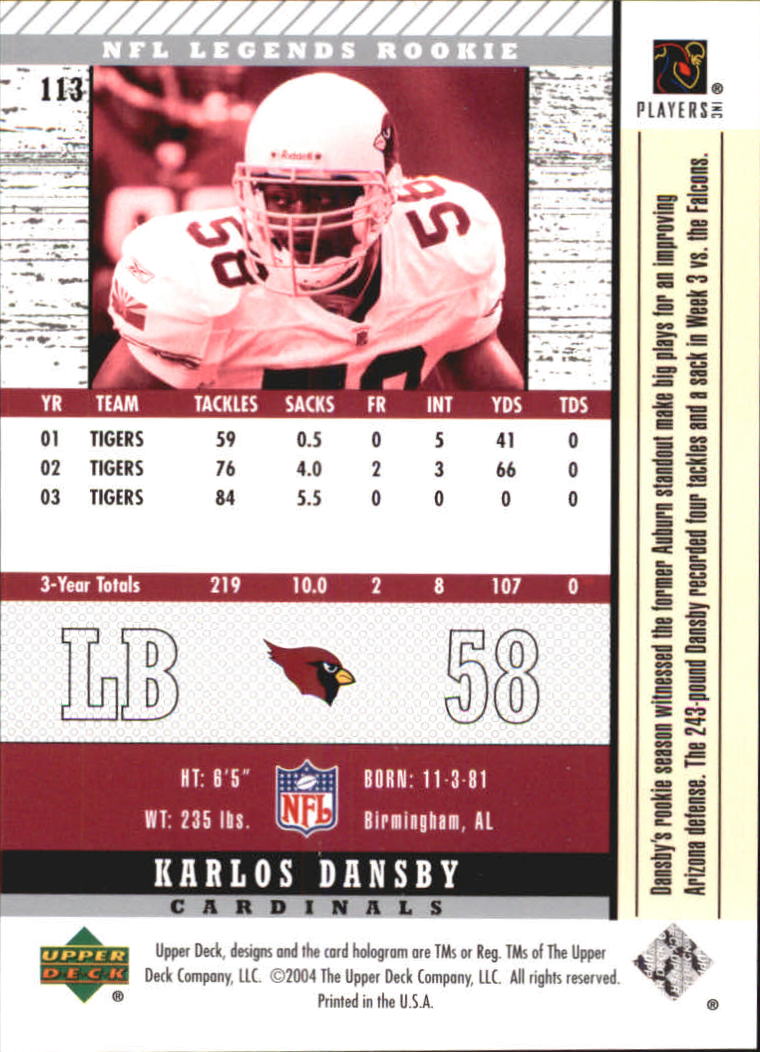 NFL LEGENDS ROOKIE
113
Riddell
58
58
58
YR TEAM TACKLES SACKS FR INT YDS TDS
01 TIGERS 59 0.5 0 5 41 0
02 TIGERS 76 4.0 2 3 66 0
03 TIGERS 84 5.5 0 0 0 0
3-Year Totals 219 10.0 2 8 107 0
LB 58
HT: 6'5" NFL BORN: 11-3-81
WT: 235 lbs. Birmingham, AL
KARLOS DANSBY
CARDINALS
PLAYERS INC ®
Dansby's rookie season witnessed the former Auburn standout make big plays for an improving
Arizona defense. The 243-pound Dansby recorded four tackles and a sack in Week 3 vs. the Falcons.
UPPER
DECK ®
Upper Deck, designs and the card hologram are TMs or Reg. TMs of The Upper
Deck Company, LLC. ©2004 The Upper Deck Company, LLC. All rights reserved.
Printed in the U.S.A.
®